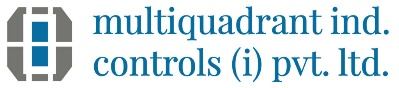 multiquadrant ind.
controls (i) pvt. ltd.